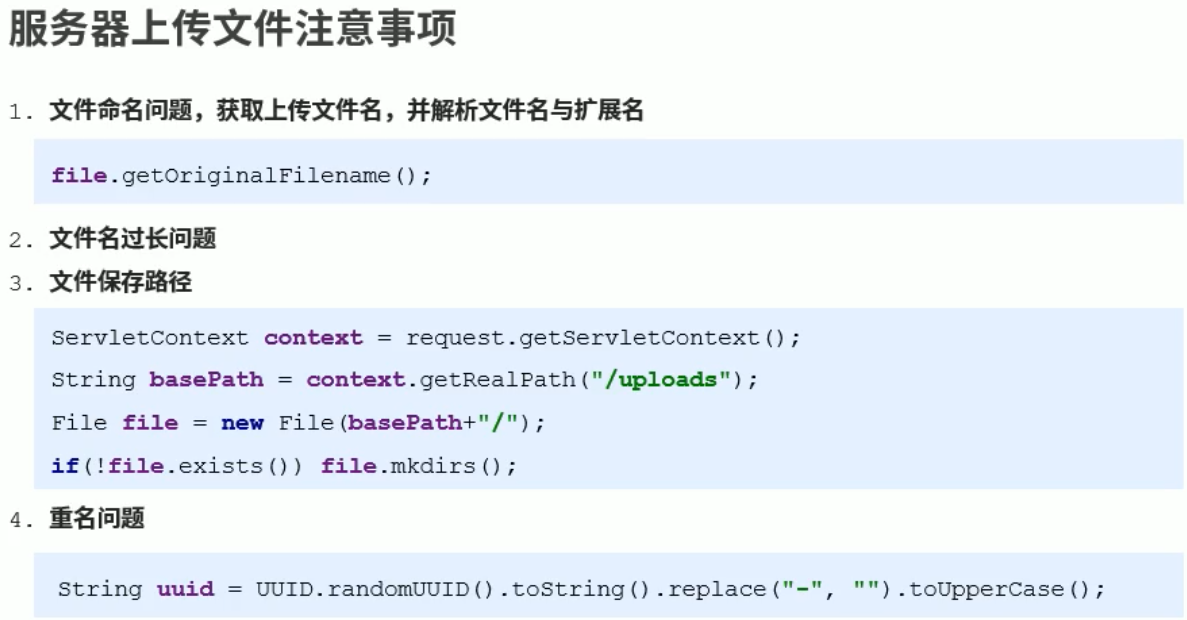 服务器上传文件注意事项
1. 文件命名问题，获取上传文件名，并解析文件名与扩展名
file.getOriginalFilename();
2. 文件名过长问题
3. 文件保存路径
ServletContext context = request.getServletContext();
String basePath = context.getRealPath("/uploads");
File file = new File(basePath+"/");
if(!file.exists()) file.mkdirs();
4. 重名问题
String uuid = UUID.randomUUID().toString().replace("-", "").toUpperCase();